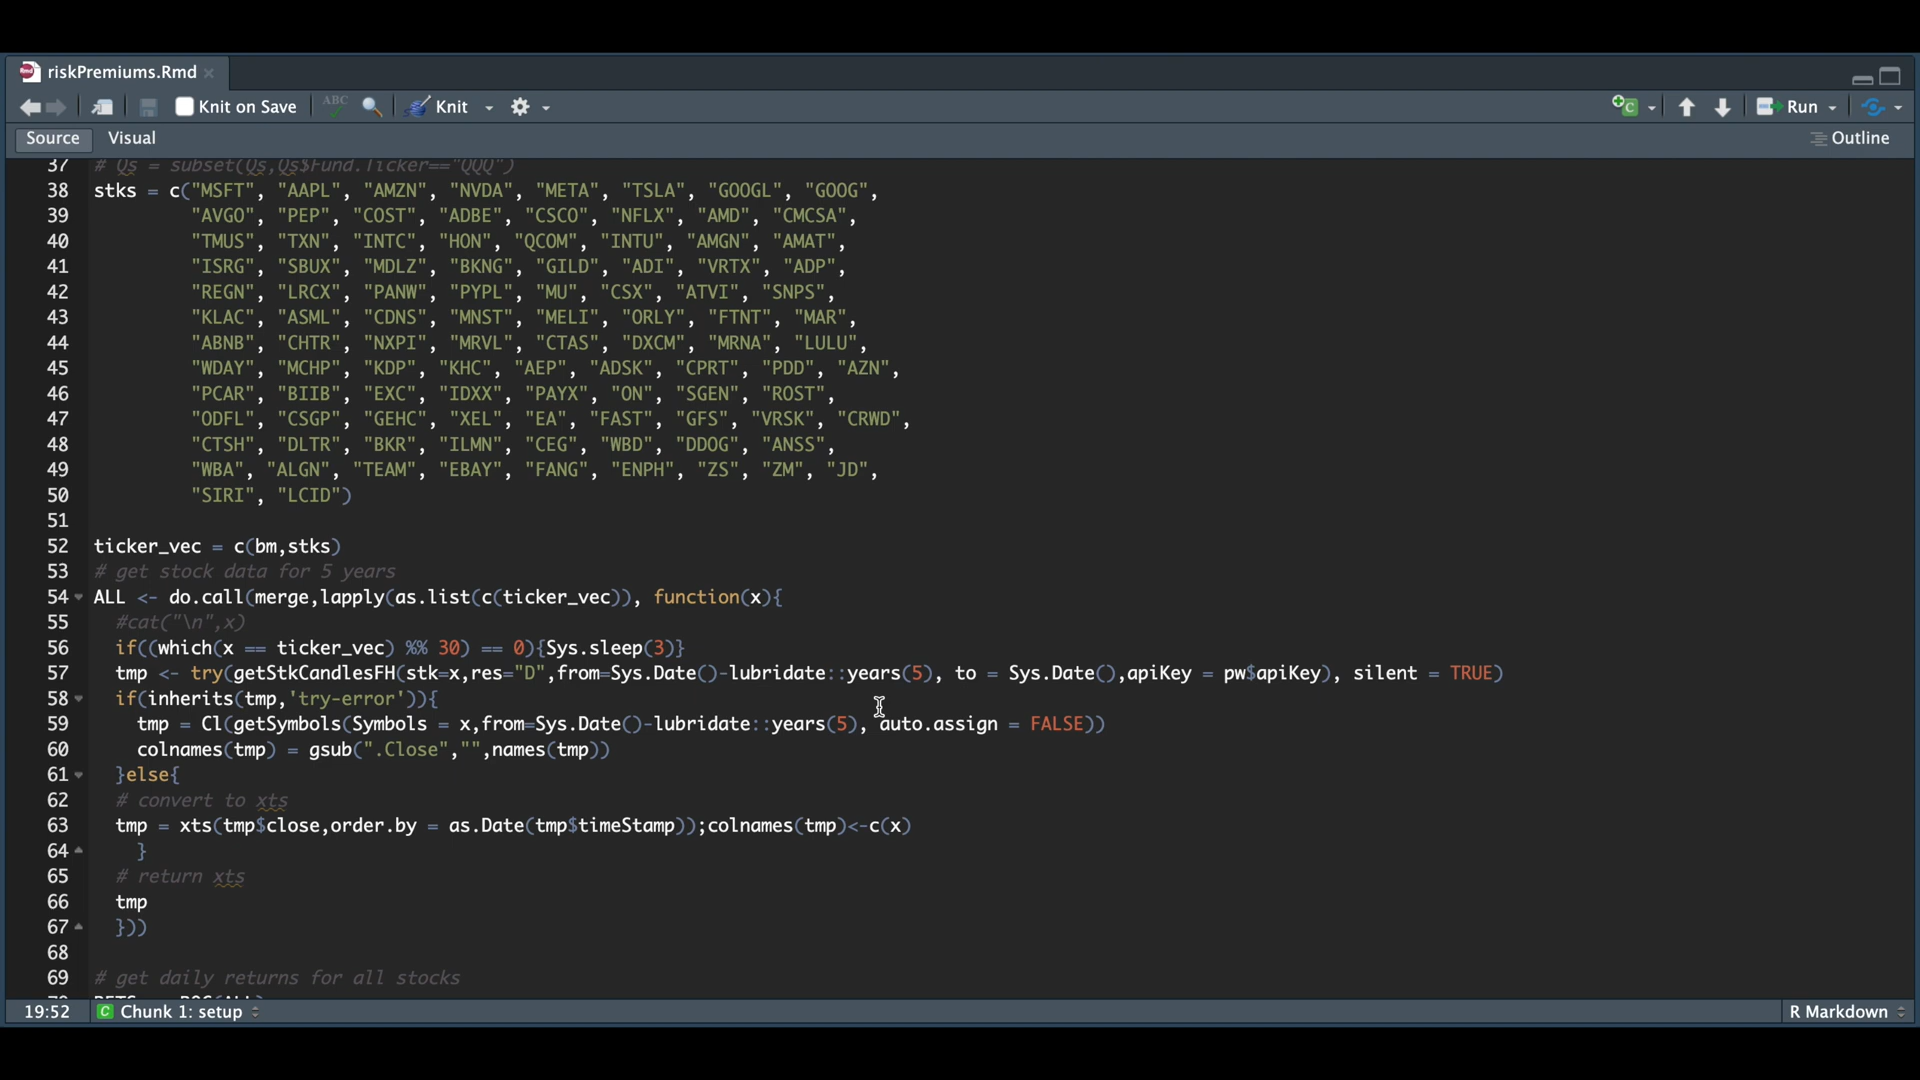 riskPremiums.Rmd
Knit on Save
ABC
Knit
Run
Source Visual
Outline
37 # Qs = subset(Qs,Qs$Fund.Ticker=="QQQ")
38 stks = c("MSFT", "AAPL", "AMZN", "NVDA", "META", "TSLA", "GOOGL", "GOOG",
39 "AVGO", "PEP", "COST", "ADBE", "CSCO", "NFLX", "AMD", "CMCSA",
40 "TMUS", "TXN", "INTC", "HON", "QCOM", "INTU", "AMGN", "AMAT",
41 "ISRG", "SBUX", "MDLZ", "BKNG", "GILD", "ADI", "VRTX", "ADP",
42 "REGN", "LRCX", "PANW", "PYPL", "MU", "CSX", "ATVI", "SNPS",
43 "KLAC", "ASML", "CDNS", "MNST", "MELI", "ORLY", "FTNT", "MAR",
44 "ABNB", "CHTR", "NXPI", "MRVL", "CTAS", "DXCM", "MRNA", "LULU",
45 "WDAY", "MCHP", "KDP", "KHC", "AEP", "ADSK", "CPRT", "PDD", "AZN",
46 "PCAR", "BIIB", "EXC", "IDXX", "PAYX", "ON", "SGEN", "ROST",
47 "ODFL", "CSGP", "GEHC", "XEL", "EA", "FAST", "GFS", "VRSK", "CRWD",
48 "CTSH", "DLTR", "BKR", "ILMN", "CEG", "WBD", "DDOG", "ANSS",
49 "WBA", "ALGN", "TEAM", "EBAY", "FANG", "ENPH", "ZS", "ZM", "JD",
50 "SIRI", "LCID")
51
52 ticker_vec = c(bm,stks)
53 # get stock data for 5 years
54 ALL <- do.call(merge,lapply(as.list(c(ticker_vec)), function(x){
55 #cat("\n",x)
56 if((which(x == ticker_vec) %% 30) == 0){Sys.sleep(3)}
57 tmp <- try(getStkCandlesFH(stk=x,res="D",from=Sys.Date()-lubridate::years(5), to = Sys.Date(),apiKey = pw$apiKey), silent = TRUE)
58 if(inherits(tmp,'try-error')){
59 tmp = Cl(getSymbols(Symbols = x,from=Sys.Date()-lubridate::years(5), auto.assign = FALSE))
60 colnames(tmp) = gsub(".Close","",names(tmp))
61 }else{
62 # convert to xts
63 tmp = xts(tmp$close,order.by = as.Date(tmp$timeStamp));colnames(tmp)<-c(x)
64 }
65 # return xts
66 tmp
67 }))
68
69 # get daily returns for all stocks
19:52 C Chunk 1: setup
R Markdown